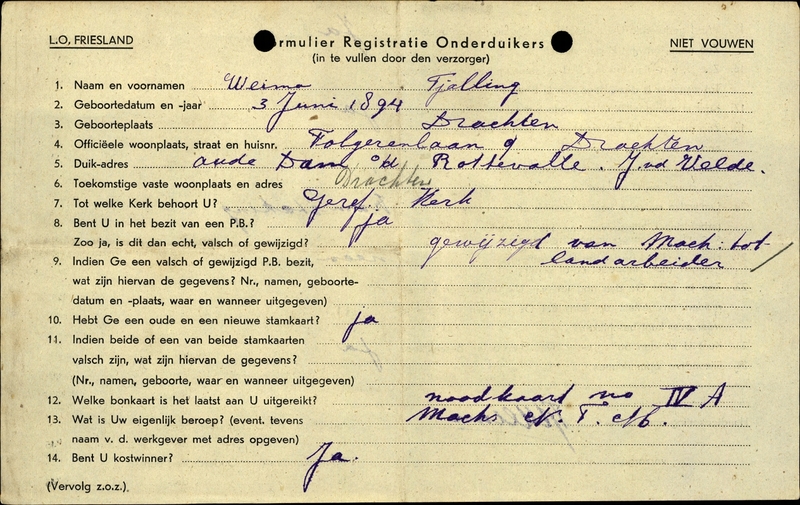 L.O. FRIESLAND
rmulier Registratie Onderduikers
NIET VOUWEN
(in te vullen door den verzorger)
1. Naam en voornamen Weima Tjalling
2. Geboortedatum en -jaar 3 Juni 1894
3. Geboorteplaats Drachten
4. Officiëele woonplaats, straat en huisnr. Folgerenlaan 9 Drachten
5. Duik-adres oude Dam o/d Rottevalle. J. vd Velde.
6. Toekomstige vaste woonplaats en adres Drachten
7. Tot welke Kerk behoort U? Geref. Kerk
8. Bent U in het bezit van een P.B.? ja
Zoo ja, is dit dan echt, valsch of gewijzigd? gewijzigd van Mach: tot
9. Indien Ge een valsch of gewijzigd P.B. bezit, landarbeider
wat zijn hiervan de gegevens? Nr., namen, geboorte-
datum en -plaats, waar en wanneer uitgegeven)
10. Hebt Ge een oude en een nieuwe stamkaart? ja
11. Indien beide of een van beide stamkaarten
valsch zijn, wat zijn hiervan de gegevens?
(Nr., namen, geboorte, waar en wanneer uitgegeven)
12. Welke bonkaart is het laatst aan U uitgereikt? noodkaart no IV A
13. Wat is Uw eigenlijk beroep? (event. tevens Mach.
naam v. d. werkgever met adres opgeven)
14. Bent U kostwinner? Ja.
(Vervolg z.o.z.)